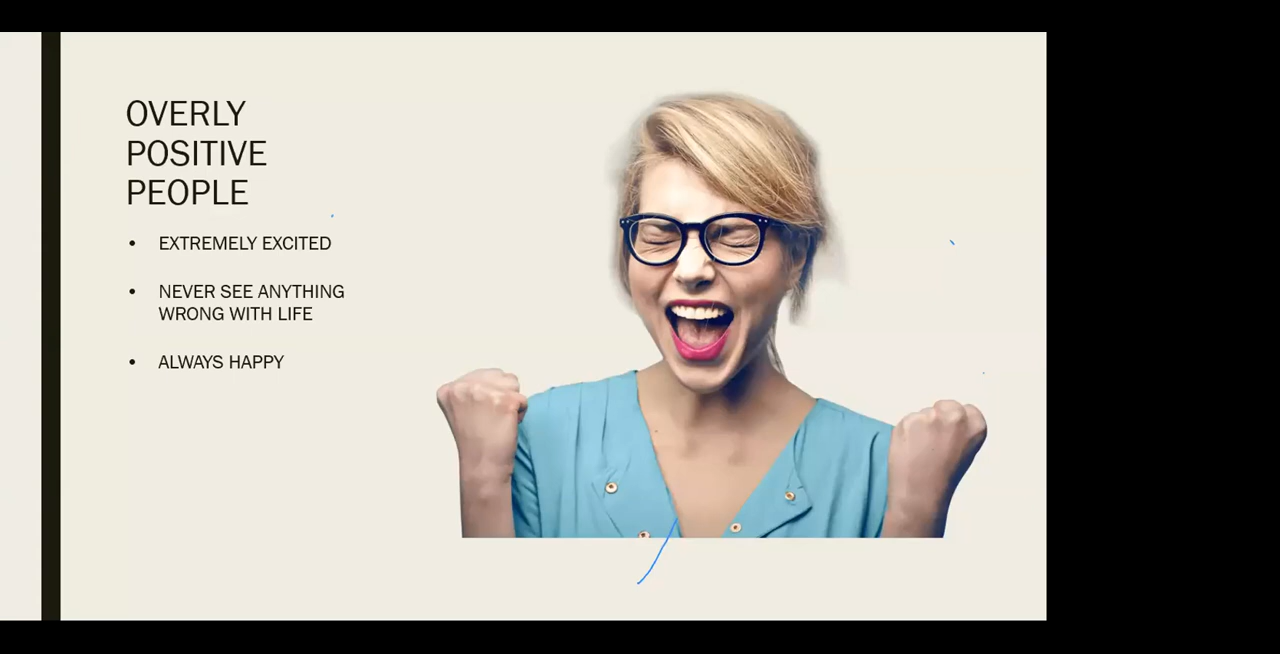 OVERLY
POSITIVE
PEOPLE
• EXTREMELY EXCITED
• NEVER SEE ANYTHING
WRONG WITH LIFE
• ALWAYS HAPPY